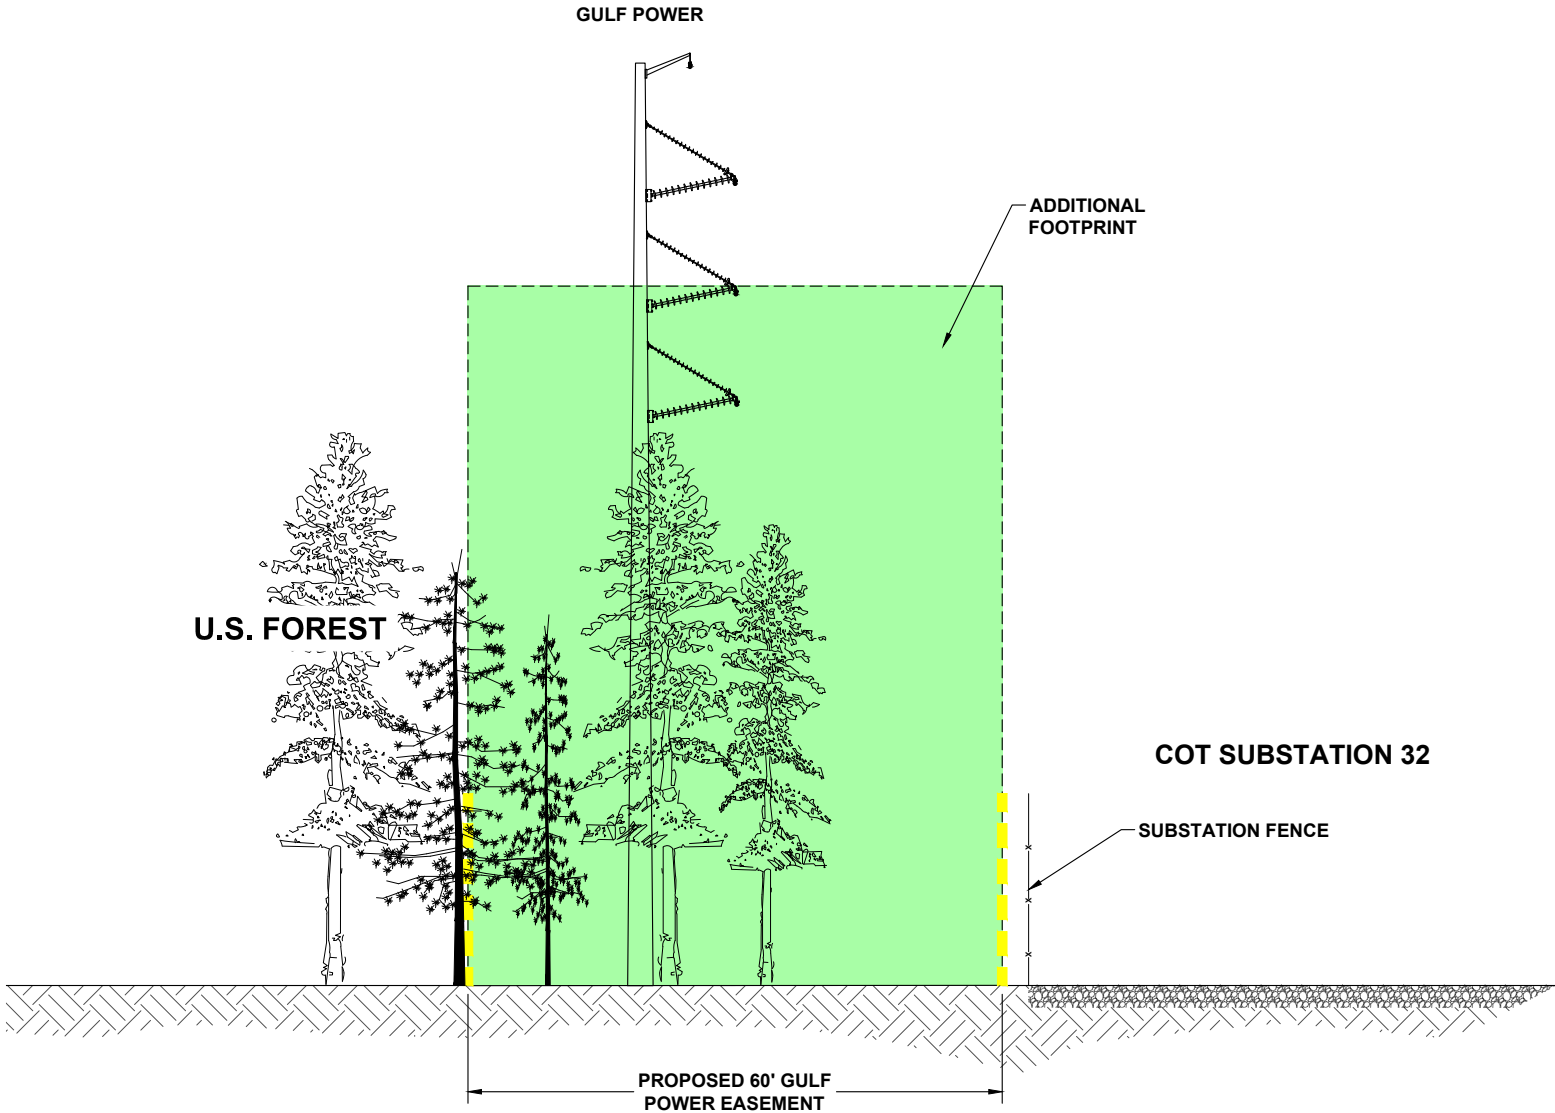 GULF POWER
ADDITIONAL
FOOTPRINT
U.S. FOREST
COT SUBSTATION 32
SUBSTATION FENCE
PROPOSED 60' GULF
POWER EASEMENT